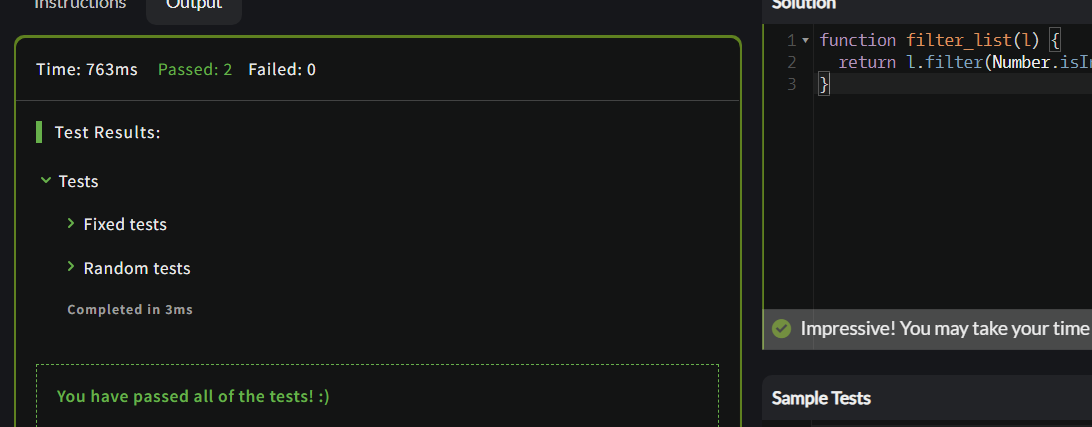 Instructions
Output
Time: 763ms Passed: 2 Failed: 0
Test Results:
Tests
Fixed tests
Random tests
Completed in 3ms
You have passed all of the tests! :)
Solution
1 function filter_list(l) {
2 return l.filter(Number.isIn
3 }
Impressive! You may take your time
Sample Tests